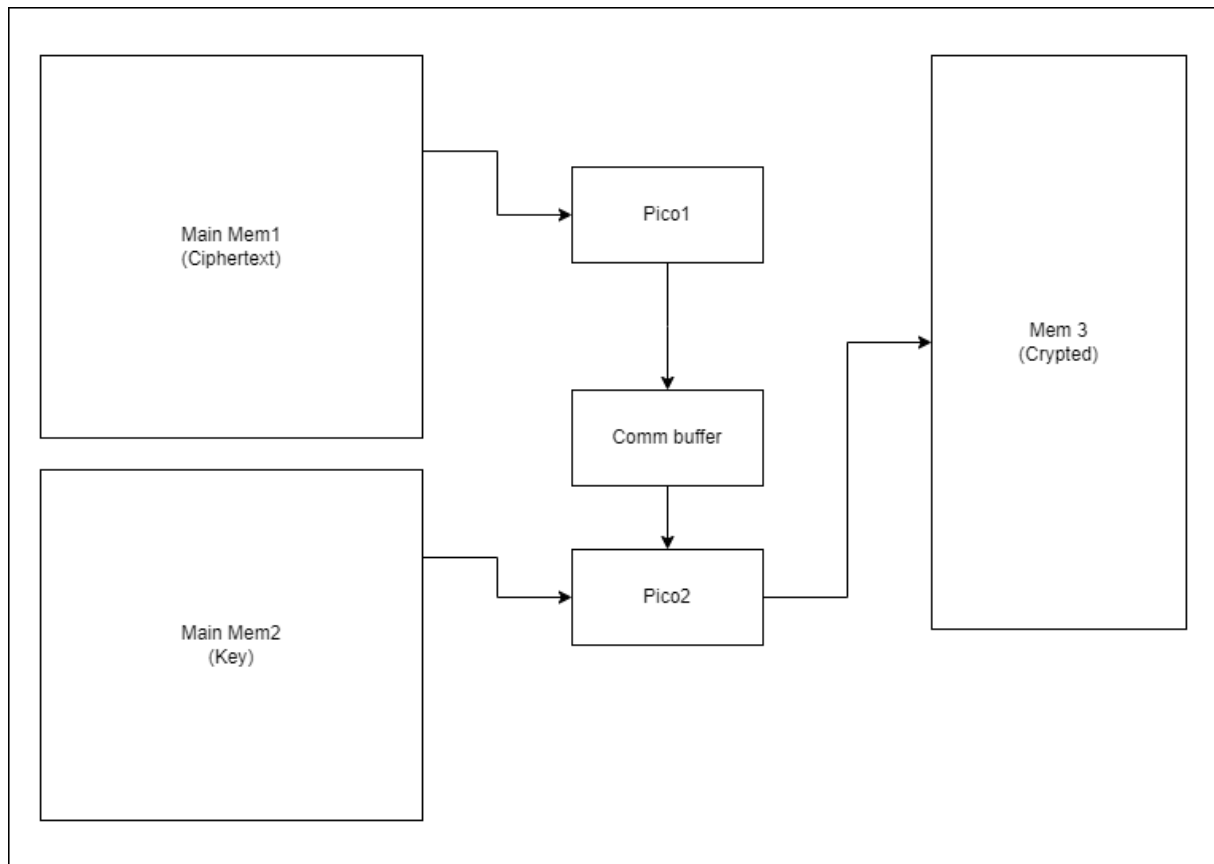 Main Mem1
(Ciphertext)
Pico1
Mem 3
(Crypted)
Comm buffer
Pico2
Main Mem2
(Key)